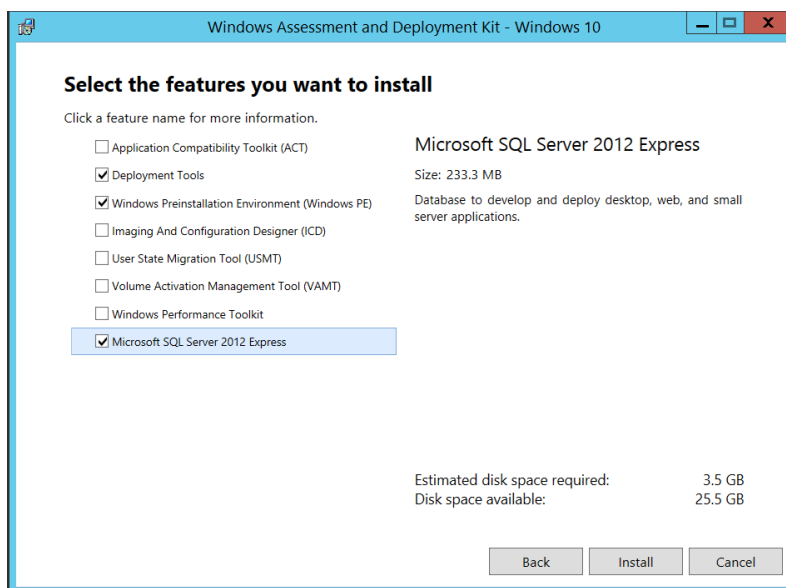 Windows Assessment and Deployment Kit - Windows 10
Select the features you want to install
Click a feature name for more information.
Application Compatibility Toolkit (ACT)
Deployment Tools
Windows Preinstallation Environment (Windows PE)
Imaging And Configuration Designer (ICD)
User State Migration Tool (USMT)
Volume Activation Management Tool (VAMT)
Windows Performance Toolkit
Microsoft SQL Server 2012 Express
Microsoft SQL Server 2012 Express
Size: 233.3 MB
Database to develop and deploy desktop, web, and small
server applications.
Estimated disk space required: 3.5 GB
Disk space available: 25.5 GB
Back Install Cancel